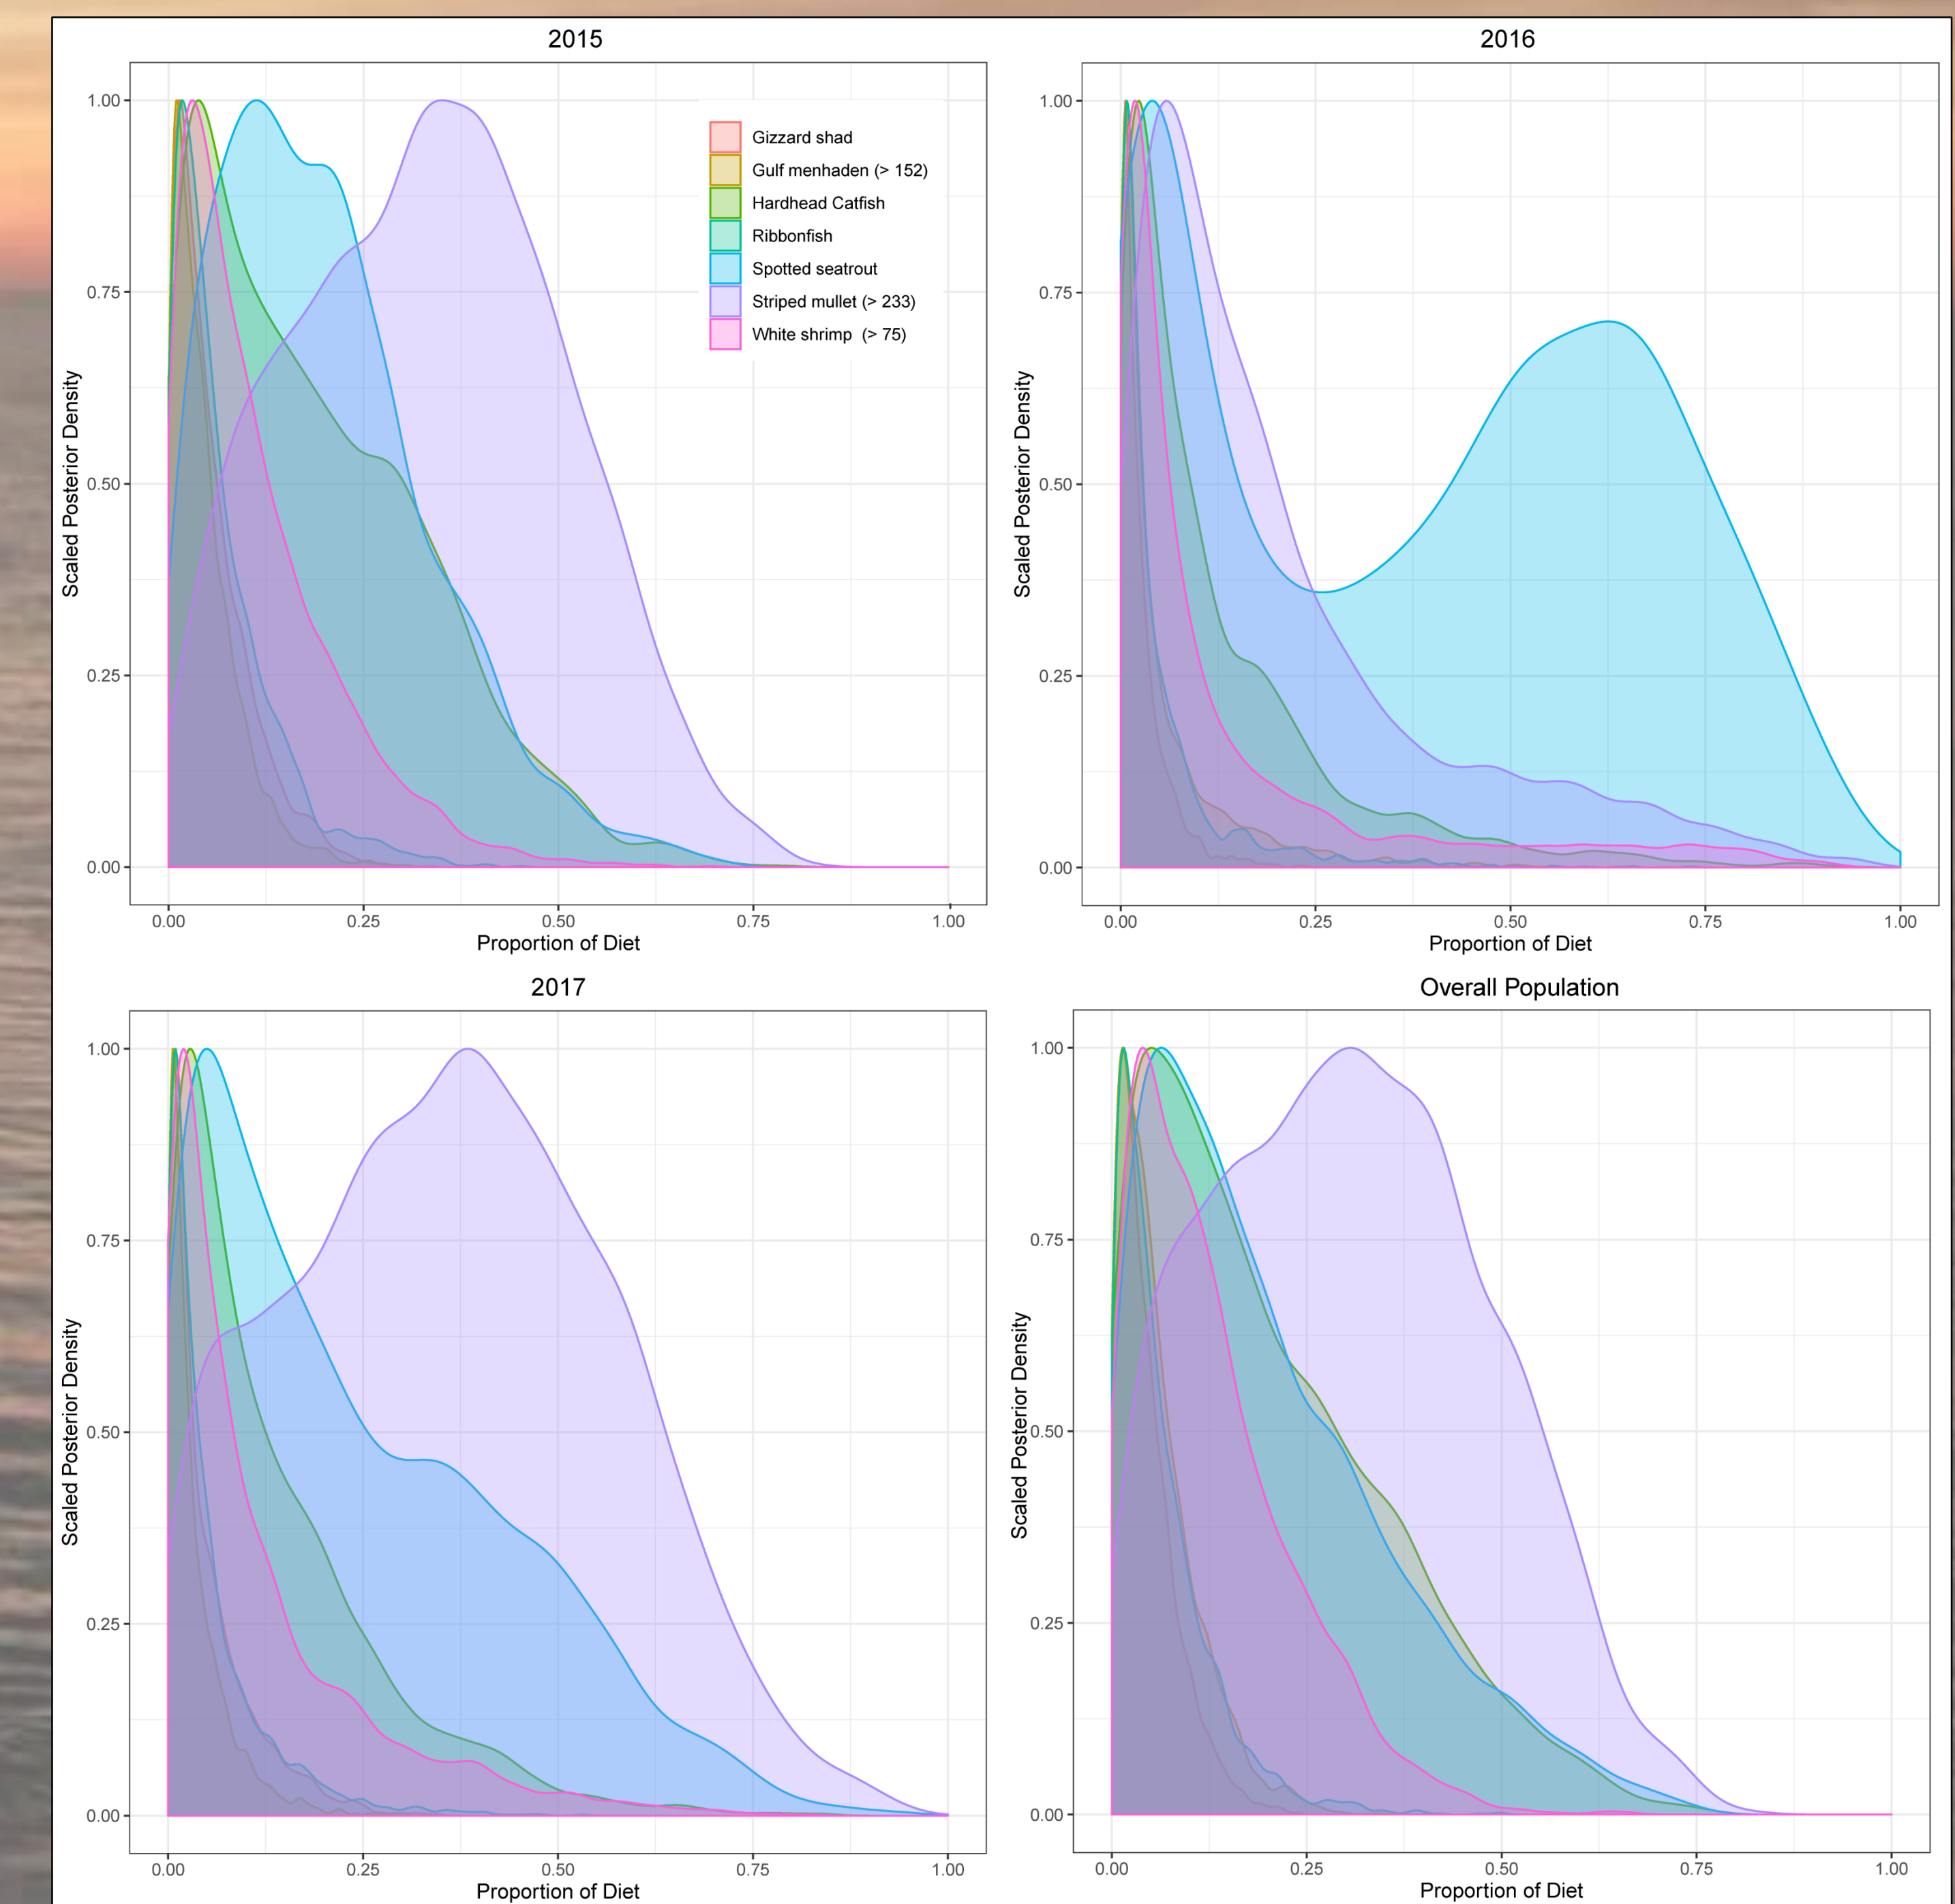 2015
1.00
0.75
0.50
0.25
0.00
Scaled Posterior Density
Gizzard shad
Gulf menhaden (> 152)
Hardhead Catfish
Ribbonfish
Spotted seatrout
Striped mullet (> 233)
White shrimp (> 75)
0.00 0.25 0.50 0.75 1.00
Proportion of Diet
2016
1.00
0.75
0.50
0.25
0.00
Scaled Posterior Density
0.00 0.25 0.50 0.75 1.00
Proportion of Diet
2017
1.00
0.75
0.50
0.25
0.00
Scaled Posterior Density
0.00 0.25 0.50 0.75 1.00
Proportion of Diet
Overall Population
1.00
0.75
0.50
0.25
0.00
Scaled Posterior Density
0.00 0.25 0.50 0.75 1.00
Proportion of Diet